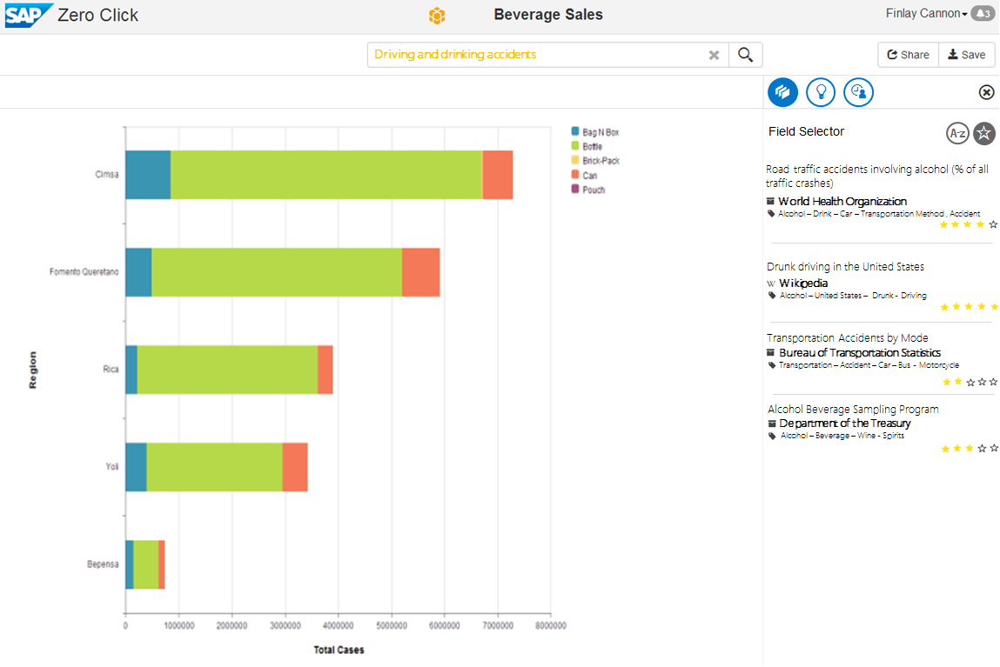 SAP Zero Click
Beverage Sales
Finlay Cannon
3
Driving and drinking accidents
Share
Save
Field Selector
A-z
Road traffic accidents involving alcohol (% of all
traffic crashes)
World Health Organization
Alcohol – Drink – Car – Transportation Method , Accident
Drunk driving in the United States
W Wikipedia
Alcohol – United States – Drunk - Driving
Transportation Accidents by Mode
Bureau of Transportation Statistics
Transportation – Accident – Car – Bus - Motorcycle
Alcohol Beverage Sampling Program
Department of the Treasury
Alcohol – Beverage – Wine - Spirits
Bag N Box
Bottle
Brick-Pack
Can
Pouch
Region
Cimsa
Fomento Queretano
Rica
Yoli
Bepensa
0 1000000 2000000 3000000 4000000 5000000 6000000 7000000 8000000
Total Cases